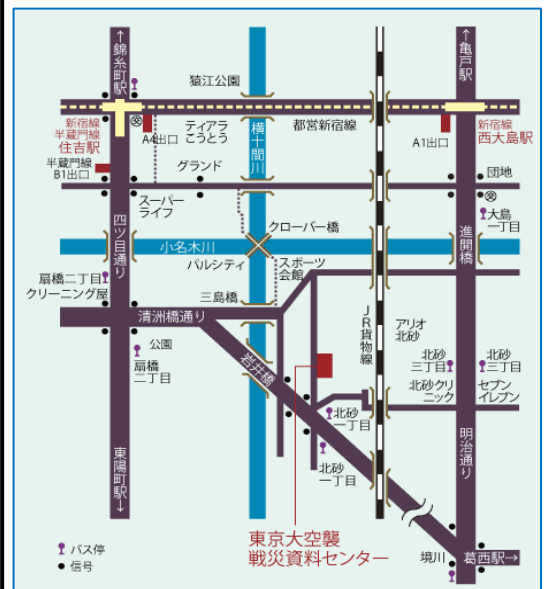 ↑錦糸町駅
↑亀戸駅
猿江公園
新宿線
半蔵門線
住吉駅
A4出口
ティアラ
こうとう
横十間川
都営新宿線
A1出口
新宿線
西大島駅
半蔵門線
B1出口
グランド
団地
スーパー
ライフ
大島
一丁目
四ツ目通り
クローバー橋
進開橋
小名木川
パルシティ
スポーツ
会館
扇橋二丁目
クリーニング屋
三島橋
清洲橋通り
JR貨物線
アリオ
北砂
公園
扇橋
二丁目
岩井橋
北砂
三丁目
北砂
三丁目
北砂クリ
ニック
セブン
イレブン
北砂
一丁目
明治通り
東陽町駅↓
北砂
一丁目
東京大空襲
戦災資料センター
バス停
信号
境川
葛西駅→